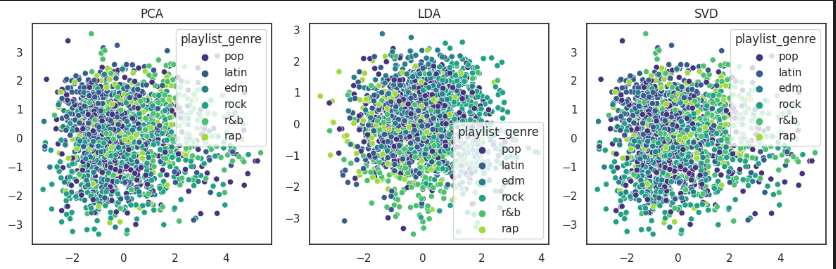 PCA
playlist_genre
pop
latin
edm
rock
r&b
rap
3
2
1
0
−1
−2
−3
−2
0
2
4
LDA
playlist_genre
pop
latin
edm
rock
r&b
rap
3
2
1
0
−1
−2
−3
−2
0
2
4
SVD
playlist_genre
pop
latin
edm
rock
r&b
rap
3
2
1
0
−1
−2
−3
−2
0
2
4